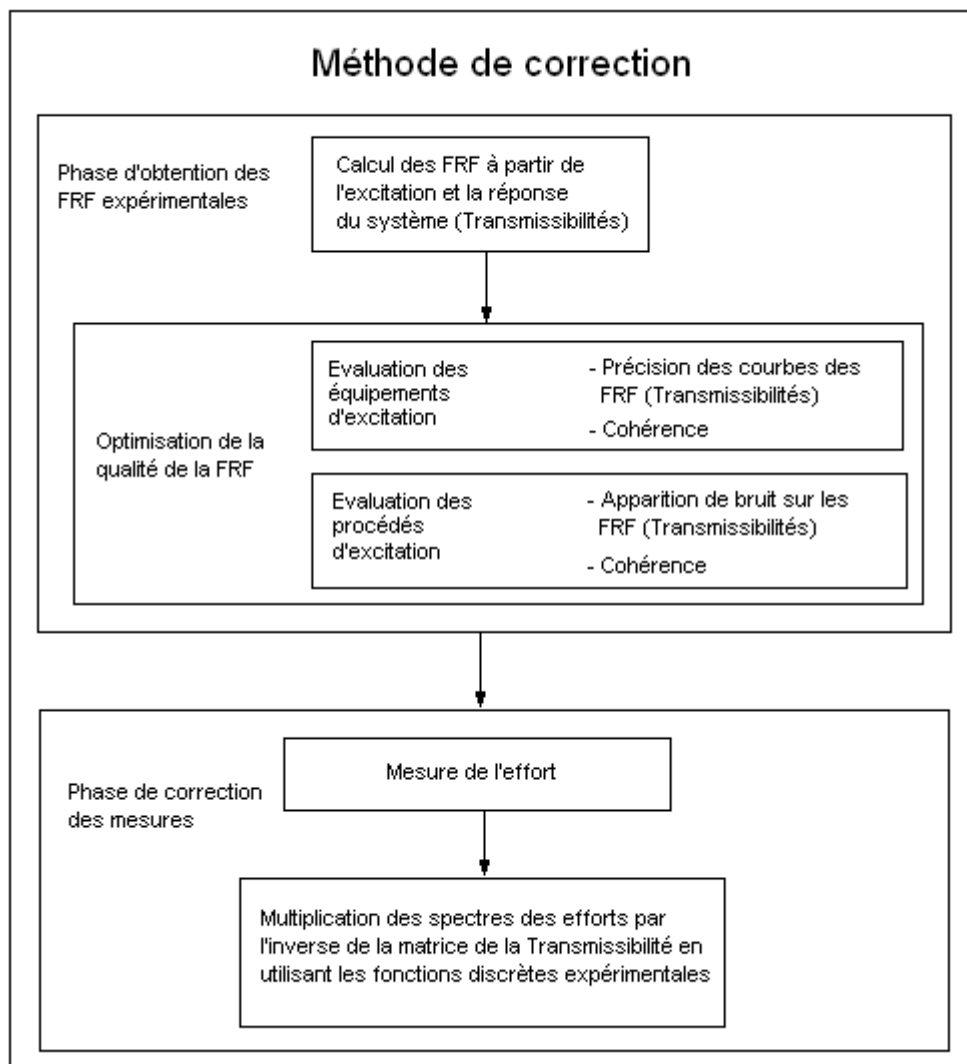 Méthode de correction
Phase d'obtention des
FRF expérimentales
Calcul des FRF à partir de
l'excitation et la réponse
du système (Transmissibilités)
Optimisation de la
qualité de la FRF
Evaluation des
équipements
d'excitation
- Précision des courbes des
FRF (Transmissibilités)
- Cohérence
Evaluation des
procédés
d'excitation
- Apparition de bruit sur les
FRF (Transmissibilités)
- Cohérence
Phase de correction
des mesures
Mesure de l'effort
Multiplication des spectres des efforts par
l'inverse de la matrice de la Transmissibilité en
utilisant les fonctions discrètes expérimentales